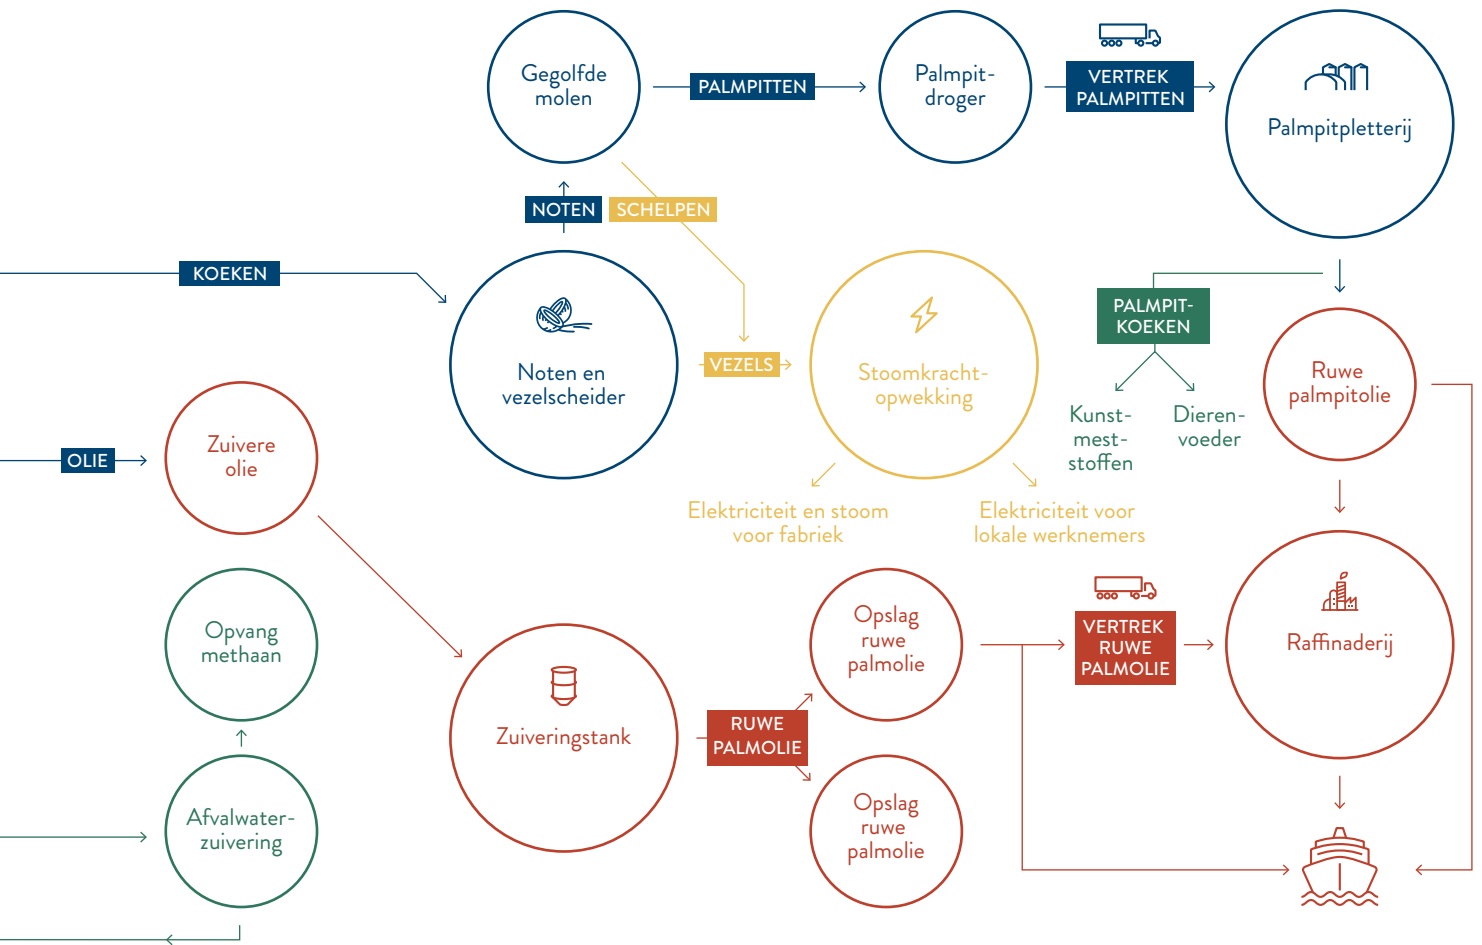 Gegolfde
molen
PALMPITTEN
Palmpit-
droger
VERTREK
PALMPITTEN
Palmpitpletterij
NOTEN
SCHELPEN
KOEKEN
Noten en
vezelscheider
VEZELS
Stoomkracht-
opwekking
PALMPIT-
KOEKEN
Kunst-
mest-
stoffen
Dieren-
voeder
Ruwe
palmpitolie
OLIE
Zuivere
olie
Elektriciteit en stoom
voor fabriek
Elektriciteit voor
lokale werknemers
Opvang
methaan
Zuiveringstank
RUWE
PALMOLIE
Opslag
ruwe
palmolie
VERTREK
RUWE
PALMOLIE
Raffinaderij
Afvalwater-
zuivering
Opslag
ruwe
palmolie